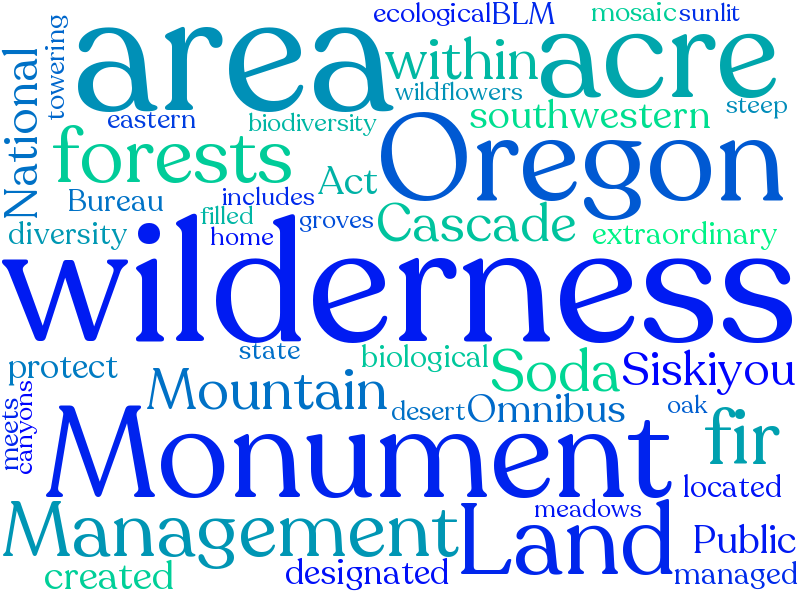 ecological
BLM
mosaic
sunlit
towering
National
area
within
acre
wildflowers
steep
eastern
biodiversity
southwestern
forests
Act
Oregon
Bureau
includes
filled
groves
diversity
home
Cascade
extraordinary
wilderness
state
biological
protect
Soda
Siskiyou
meets
canyons
Mountain
desert
Omnibus
oak
Monument
fir
located
Management
meadows
Land
Public
created
designated
managed